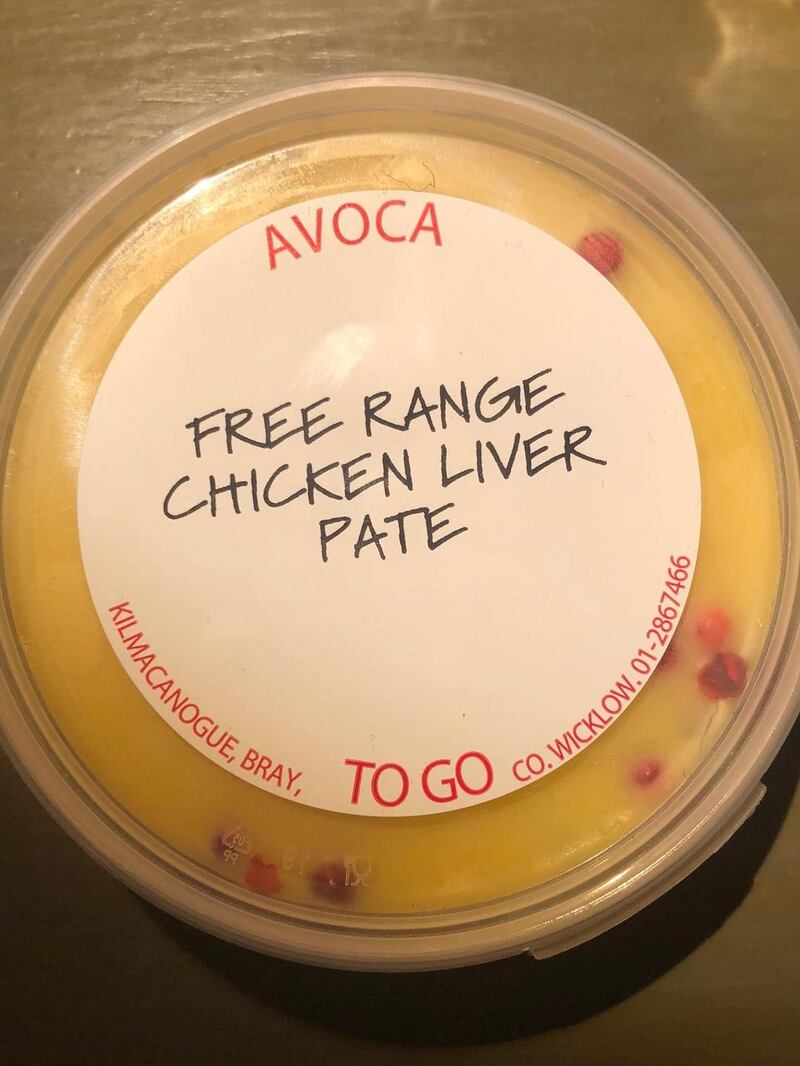 AVOCA
FREE RANGE
CHICKEN LIVER
PATE
KILMACANOGUE, BRAY,
TO GO
CO. WICKLOW. 01-2867466